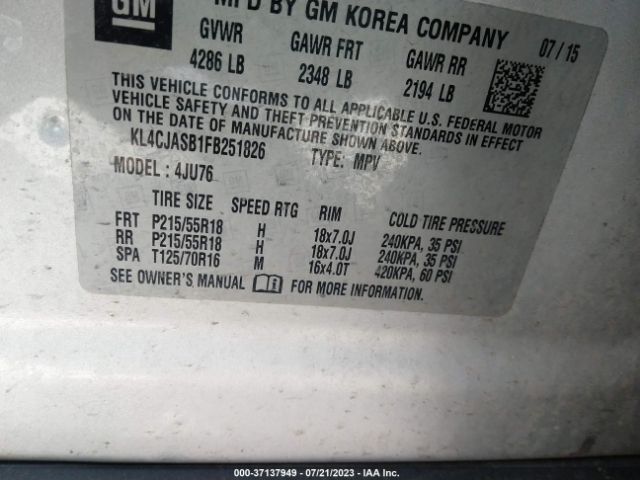 GM
MFD BY GM KOREA COMPANY
07/15
GVWR GAWR FRT GAWR RR
4286 LB 2348 LB 2194 LB
THIS VEHICLE CONFORMS TO ALL APPLICABLE U.S. FEDERAL MOTOR
VEHICLE SAFETY AND THEFT PREVENTION STANDARDS IN EFFECT
ON THE DATE OF MANUFACTURE SHOWN ABOVE.
KL4CJASB1FB251826 TYPE: MPV
MODEL: 4JU76
TIRE SIZE SPEED RTG RIM COLD TIRE PRESSURE
FRT P215/55R18 H 18x7.0J 240KPA, 35 PSI
RR P215/55R18 H 18x7.0J 240KPA, 35 PSI
SPA T125/70R16 M 16x4.0T 420KPA, 60 PSI
SEE OWNER'S MANUAL i FOR MORE INFORMATION.
000-37137949 - 07/21/2023 - IAA Inc.